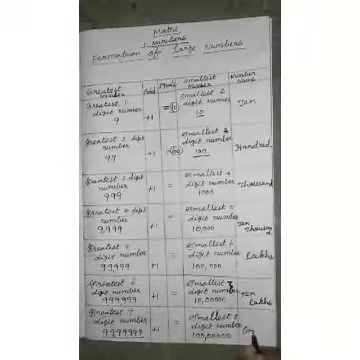 Maths
1. Numbers
Formation of Large Numbers
Greatest Number Add Smallest Number Number Name
Greatest 1 digit number 9 +1 = 10 Smallest 2 digit number 10 Ten
Greatest 2 digit number 99 +1 = 100 Smallest 3 digit number 100 Hundred
Greatest 3 digit number 999 +1 = Smallest 4 digit number 1000 Thousand
Greatest 4 digit number 9,999 +1 = Smallest 5 digit number 10,000 Ten Thousand
Greatest 5 digit number 99,999 +1 = Smallest 6 digit number 100,000 Lakhs
Greatest 6 digit number 999999 +1 = Smallest 7 digit number 10,00000 Ten Lakhs
Greatest 7 digit number 9999999 +1 = Smallest 8 digit number 100,00000